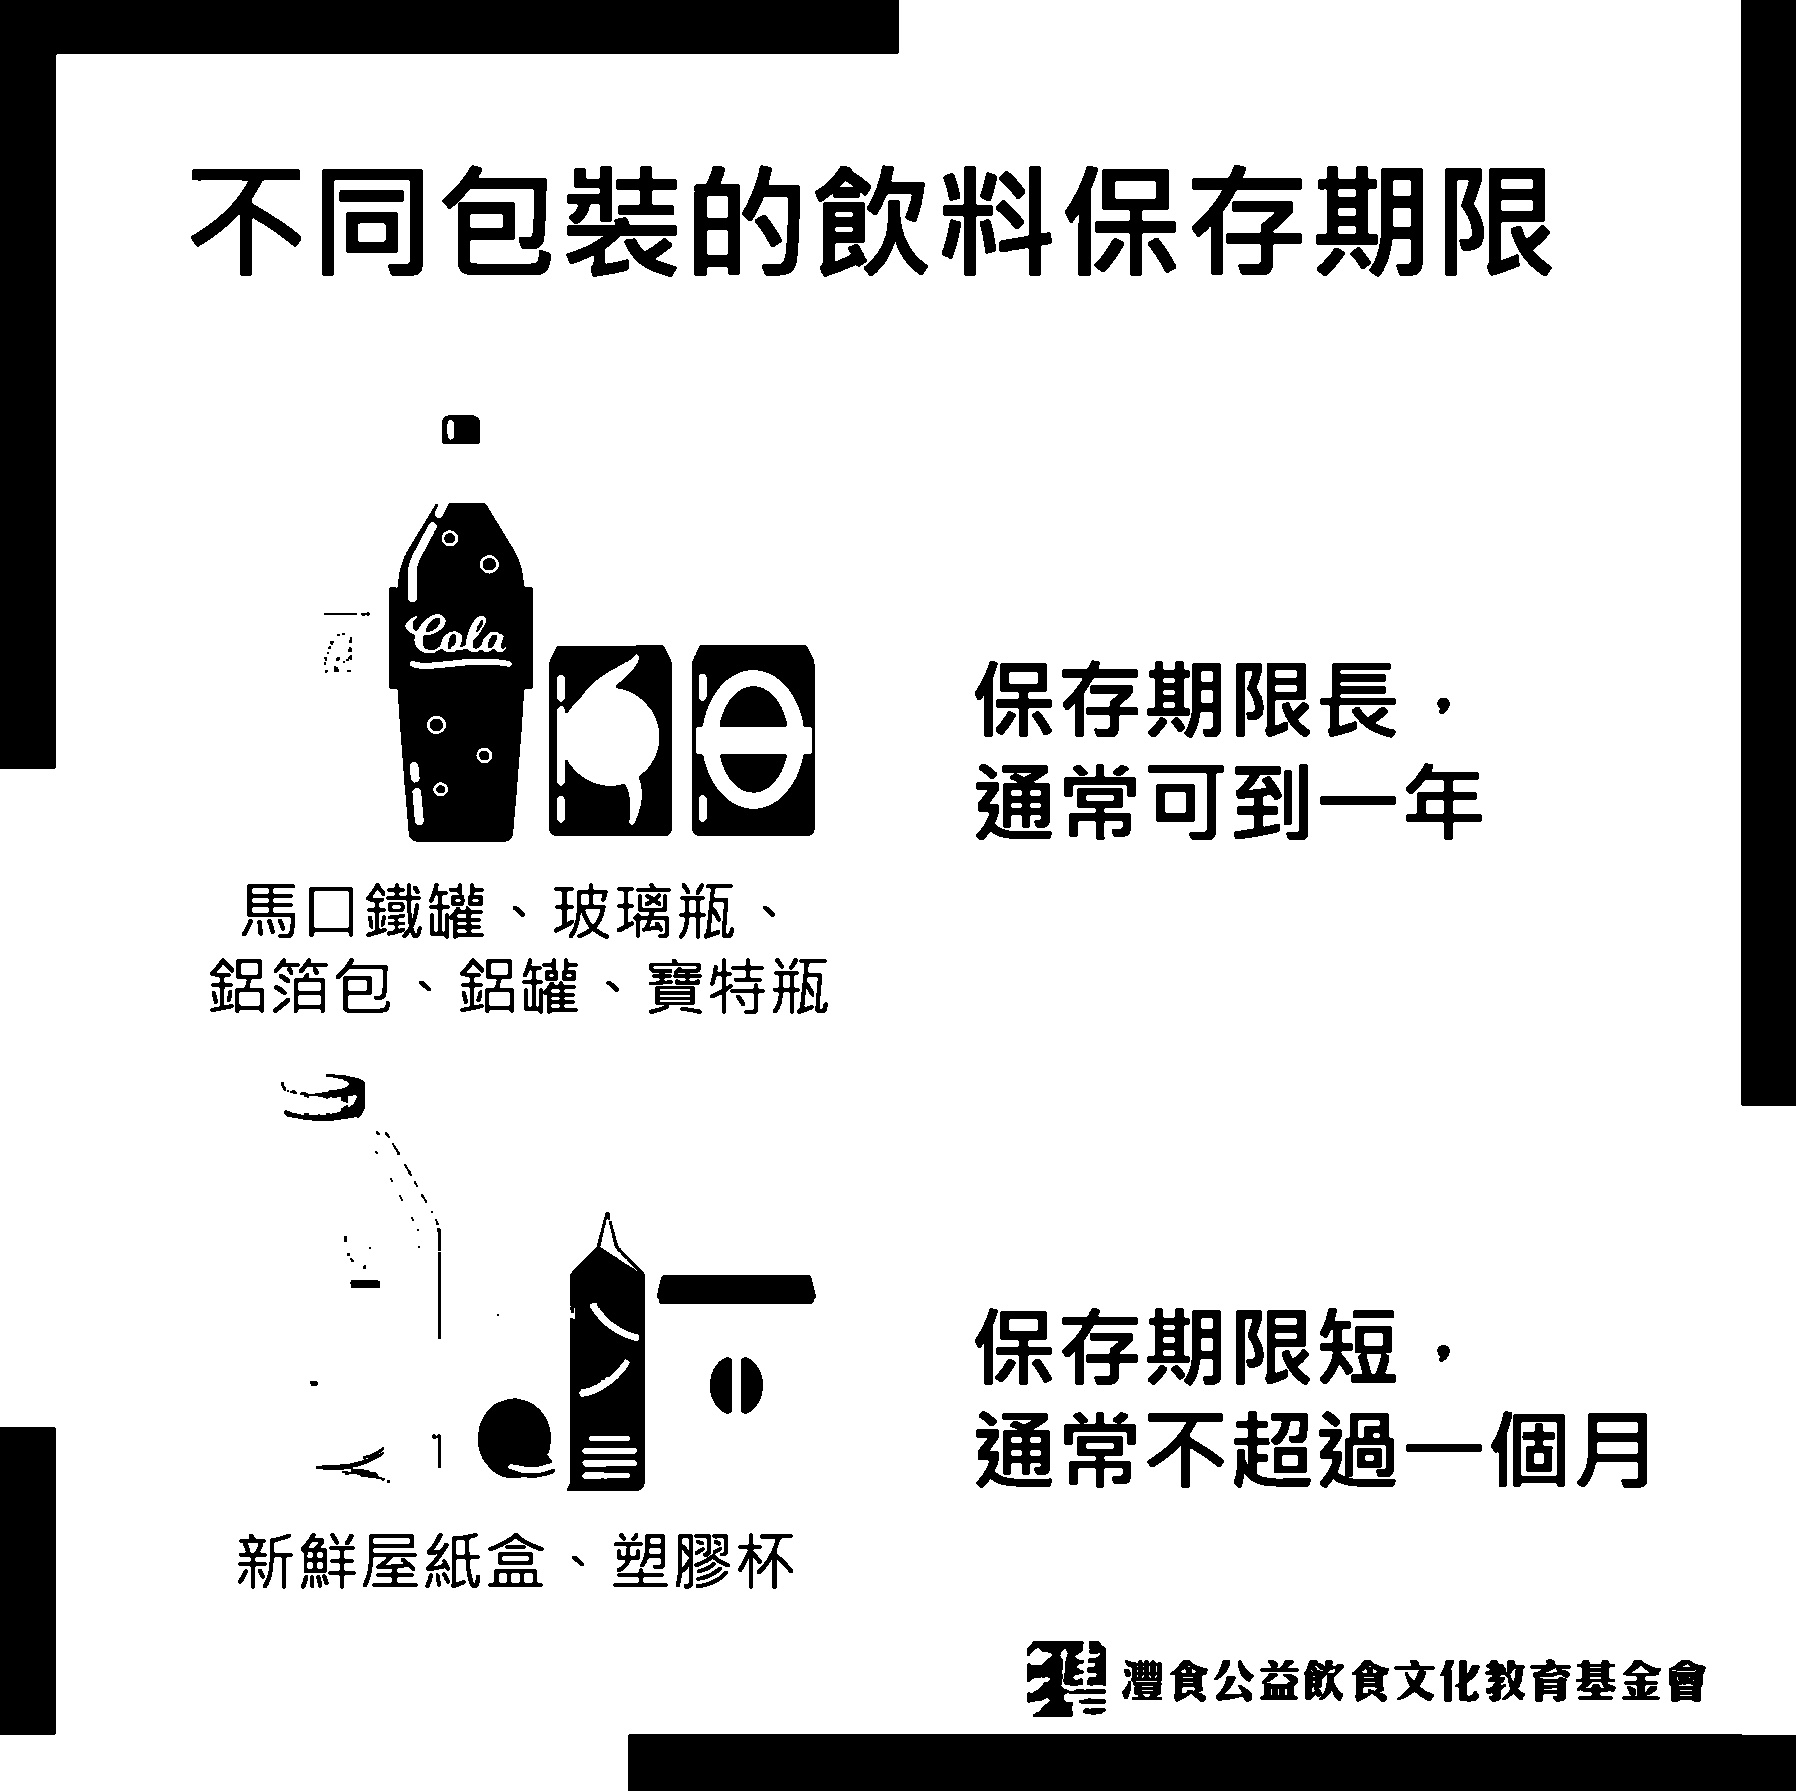 不同包裝的飲料保存期限
Cola
保存期限長，
通常可到一年
馬口鐵罐、玻璃瓶、
鋁箔包、鋁罐、寶特瓶
保存期限短，
通常不超過一個月
新鮮屋紙盒、塑膠杯
灃食公益飲食文化教育基金會